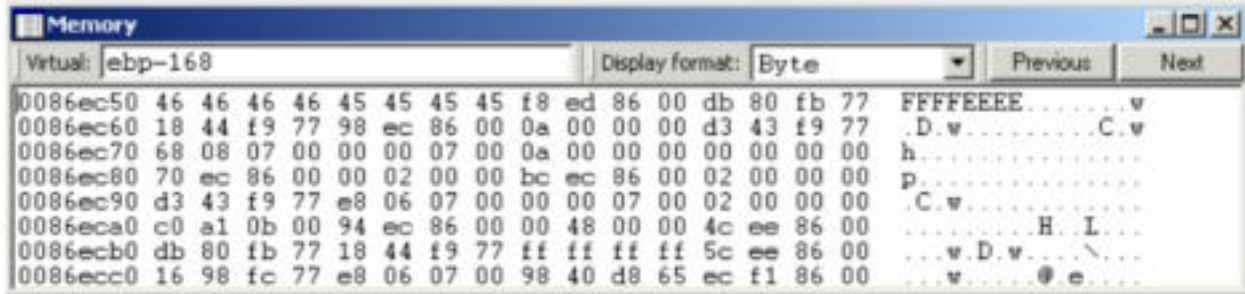 Memory
Virtual: ebp-168 Display format: Byte Previous Next
0086ec50 46 46 46 46 45 45 45 45 f8 ed 86 00 db 80 fb 77 FFFFEEEE.......w
0086ec60 18 44 f9 77 98 ec 86 00 0a 00 00 00 d3 43 f9 77 .D.w.........C.w
0086ec70 68 08 07 00 00 00 07 00 0a 00 00 00 00 00 00 00 h...............
0086ec80 70 ec 86 00 00 02 00 00 bc ec 86 00 02 00 00 00 p...............
0086ec90 d3 43 f9 77 e8 06 07 00 00 00 07 00 02 00 00 00 .C.w............
0086eca0 c0 a1 0b 00 94 ec 86 00 00 48 00 00 4c ee 86 00 .........H..L...
0086ecb0 db 80 fb 77 18 44 f9 77 ff ff ff ff 5c ee 86 00 ...w.D.w....\...
0086ecc0 16 98 fc 77 e8 06 07 00 98 40 d8 65 ec f1 86 00 ...w.....@.e....